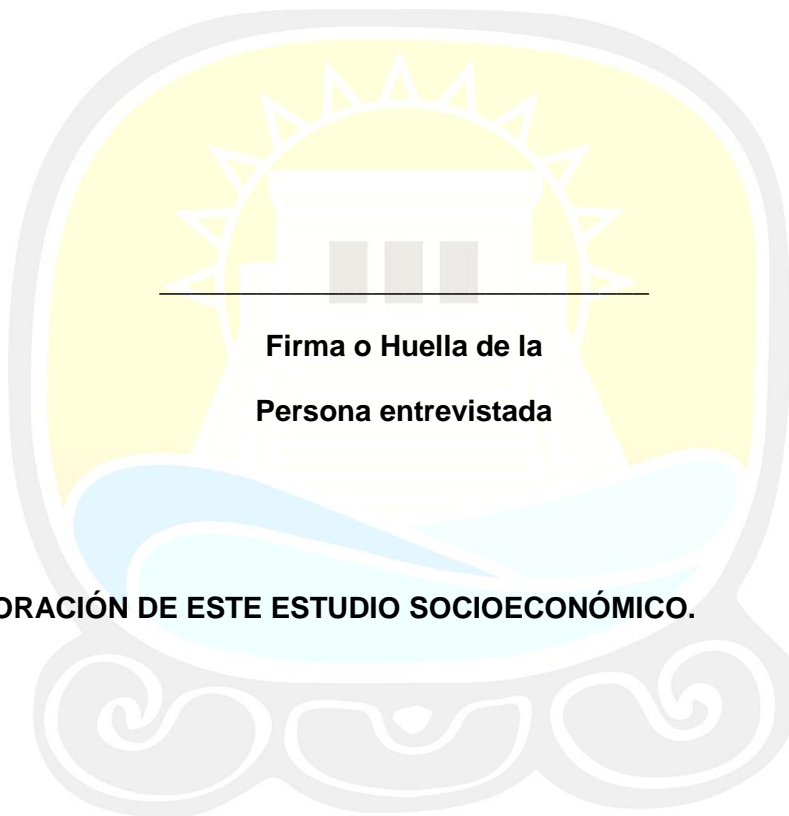 Firma o Huella de la
Persona entrevistada
ORACIÓN DE ESTE ESTUDIO SOCIOECONÓMICO.